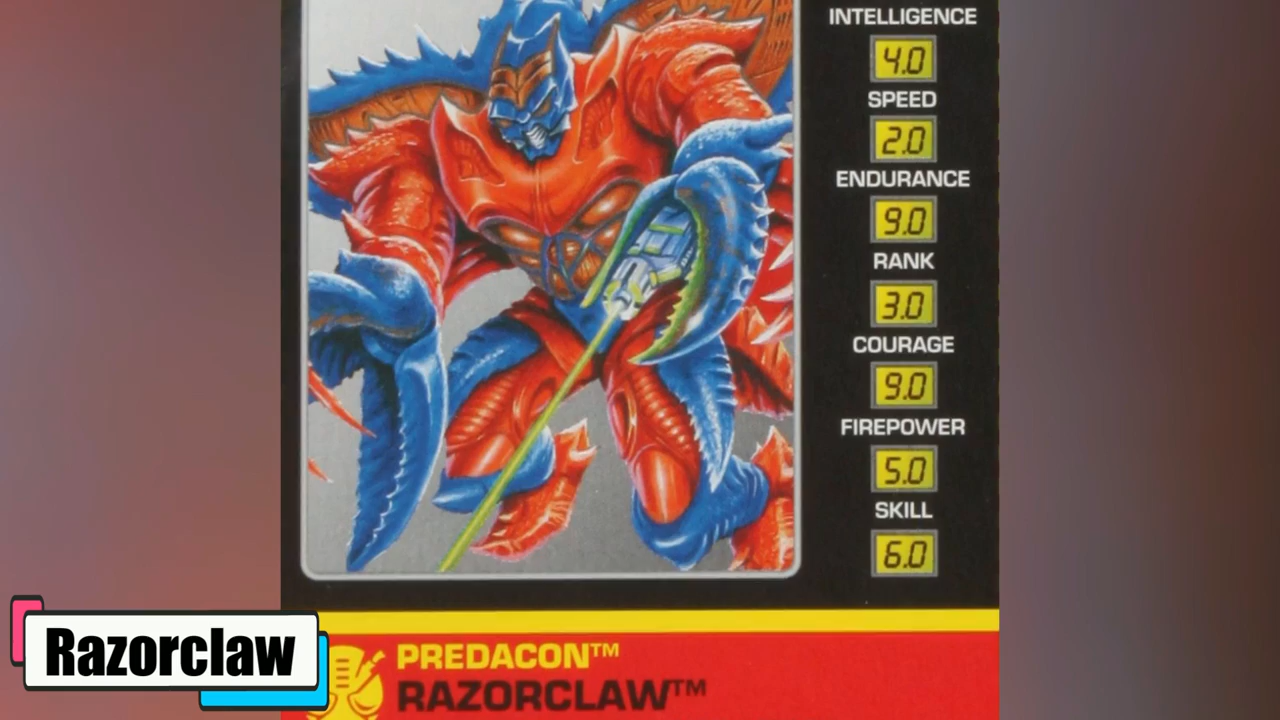 INTELLIGENCE
4.0
SPEED
2.0
ENDURANCE
9.0
RANK
3.0
COURAGE
9.0
FIREPOWER
5.0
SKILL
6.0
PREDACON™
RAZORCLAW™
Razorclaw